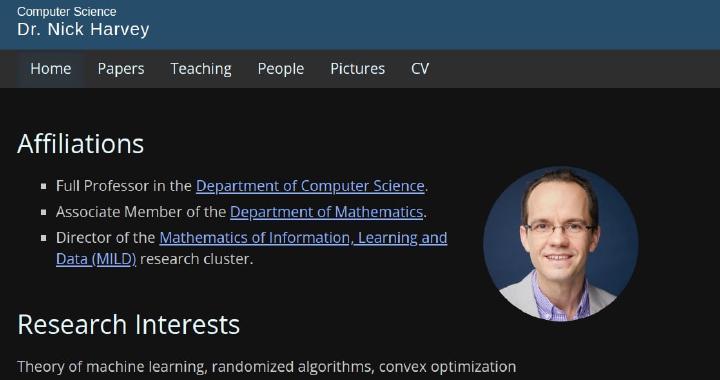 Computer Science
Dr. Nick Harvey
Home Papers Teaching People Pictures CV
Affiliations
Full Professor in the Department of Computer Science.
Associate Member of the Department of Mathematics.
Director of the Mathematics of Information, Learning and
Data (MILD) research cluster.
Research Interests
Theory of machine learning, randomized algorithms, convex optimization